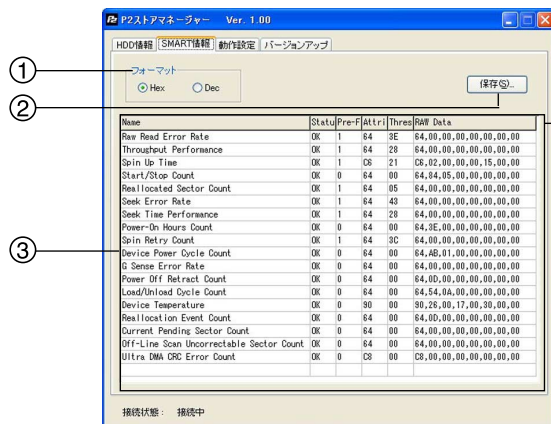 P2ストアマネージャー Ver. 1.00
HDD情報 SMART情報 動作設定 バージョンアップ
① フォーマット
Hex Dec
② 保存(S)...
Name Statu Pre-F Attri Thres RAW Data
Raw Read Error Rate OK 1 64 3E 64,00,00,00,00,00,00,00
Throughput Performance OK 1 64 28 64,00,00,00,00,00,00,00
Spin Up Time OK 1 C6 21 C6,02,00,00,00,15,00,00
Start/Stop Count OK 0 64 00 64,84,05,00,00,00,00,00
Reallocated Sector Count OK 1 64 05 64,00,00,00,00,00,00,00
Seek Error Rate OK 1 64 43 64,00,00,00,00,00,00,00
Seek Time Performance OK 1 64 28 64,00,00,00,00,00,00,00
Power-On Hours Count OK 0 64 00 64,3E,00,00,00,00,00,00
Spin Retry Count OK 1 64 3C 64,00,00,00,00,00,00,00
Device Power Cycle Count OK 0 64 00 64,AB,01,00,00,00,00,00
③ G Sense Error Rate OK 0 64 00 64,00,00,00,00,00,00,00
Power Off Retract Count OK 0 64 00 64,0D,00,00,00,00,00,00
Load/Unload Cycle Count OK 0 64 00 64,54,0A,00,00,00,00,00
Device Temperature OK 0 90 00 90,26,00,17,00,30,00,00
Reallocation Event Count OK 0 64 00 64,0D,00,00,00,00,00,00
Current Pending Sector Count OK 0 64 00 64,00,00,00,00,00,00,00
Off-Line Scan Uncorrectable Sector Count OK 0 64 00 64,00,00,00,00,00,00,00
Ultra DMA CRC Error Count OK 0 C8 00 C8,00,00,00,00,00,00,00
接続状態： 接続中